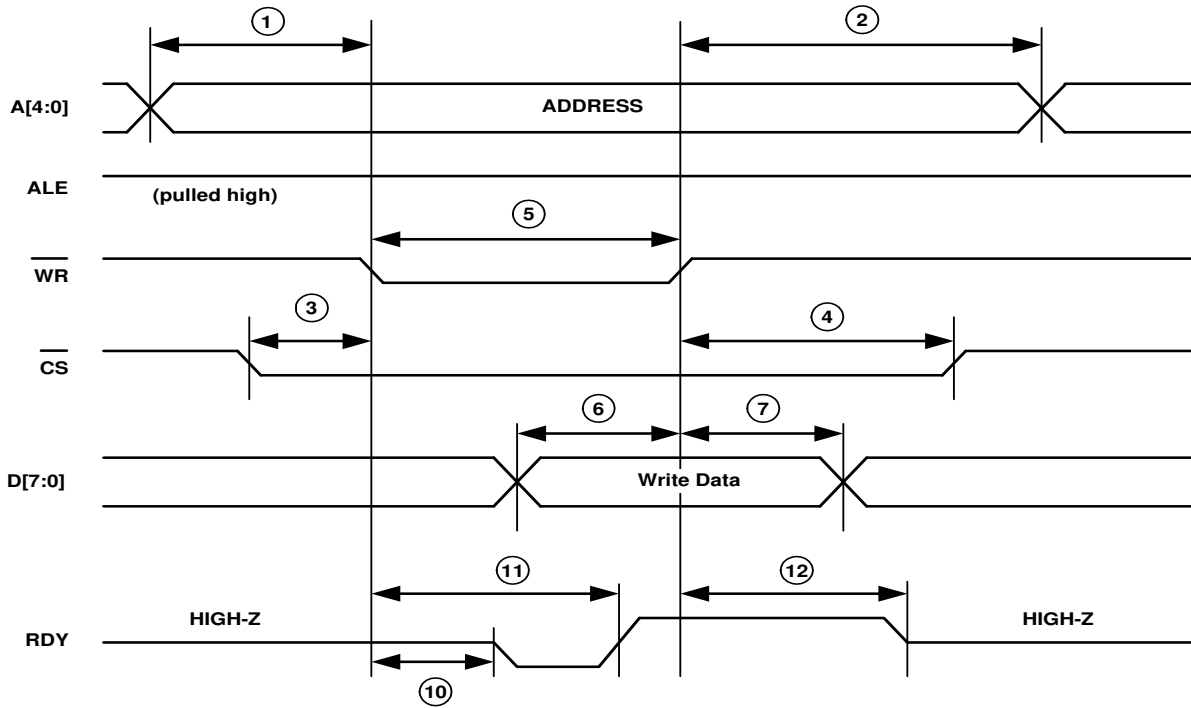 1
2
A[4:0]
ADDRESS
ALE
(pulled high)
5
WR
3
4
CS
6
7
D[7:0]
Write Data
11
12
HIGH-Z
HIGH-Z
RDY
10